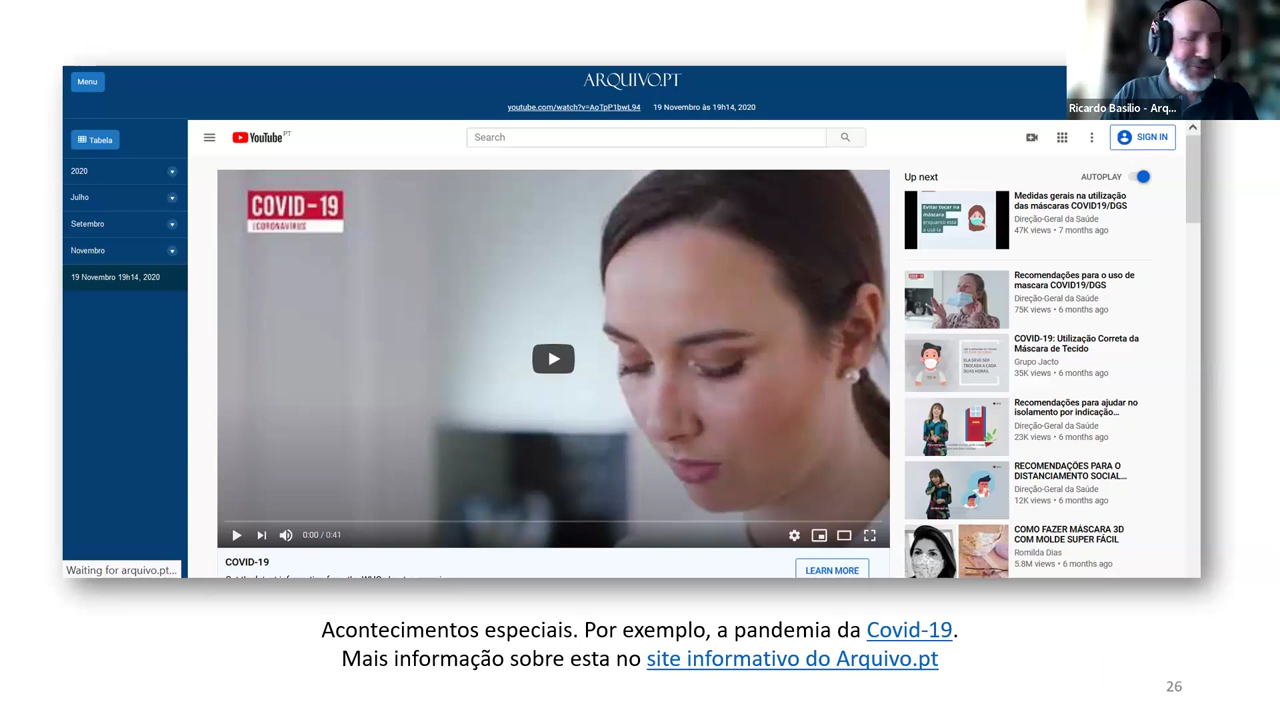 Menu
ARQUIVO.PT
youtube.com/watch?v=AoTpP1bwL94 19 Novembro às 19h14, 2020
Ricardo Basílio - Arq...
Tabela
2020
Julho
Setembro
Novembro
19 Novembro 19h14, 2020
YouTube PT
Search
SIGN IN
COVID-19
CORONAVÍRUS
0:00 / 0:41
COVID-19
LEARN MORE
Up next
AUTOPLAY
Evitar tocar na
máscara
enquanto está
a usá-la
Medidas gerais na utilização
das máscaras COVID19/DGS
Direção-Geral da Saúde
47K views • 7 months ago
Recomendações para o uso de
mascara COVID19/DGS
Direção-Geral da Saúde
75K views • 6 months ago
COVID-19: Utilização Correta da
Máscara de Tecido
Grupo Jacto
35K views • 6 months ago
Recomendações para ajudar no
isolamento por indicação...
Direção-Geral da Saúde
23K views • 6 months ago
RECOMENDAÇÕES PARA O
DISTANCIAMENTO SOCIAL...
Direção-Geral da Saúde
12K views • 6 months ago
COMO FAZER MÁSCARA 3D
COM MOLDE SUPER FÁCIL
Romilda Dias
5.8M views • 6 months ago
Waiting for arquivo.pt...
Acontecimentos especiais. Por exemplo, a pandemia da Covid-19.
Mais informação sobre esta no site informativo do Arquivo.pt
26